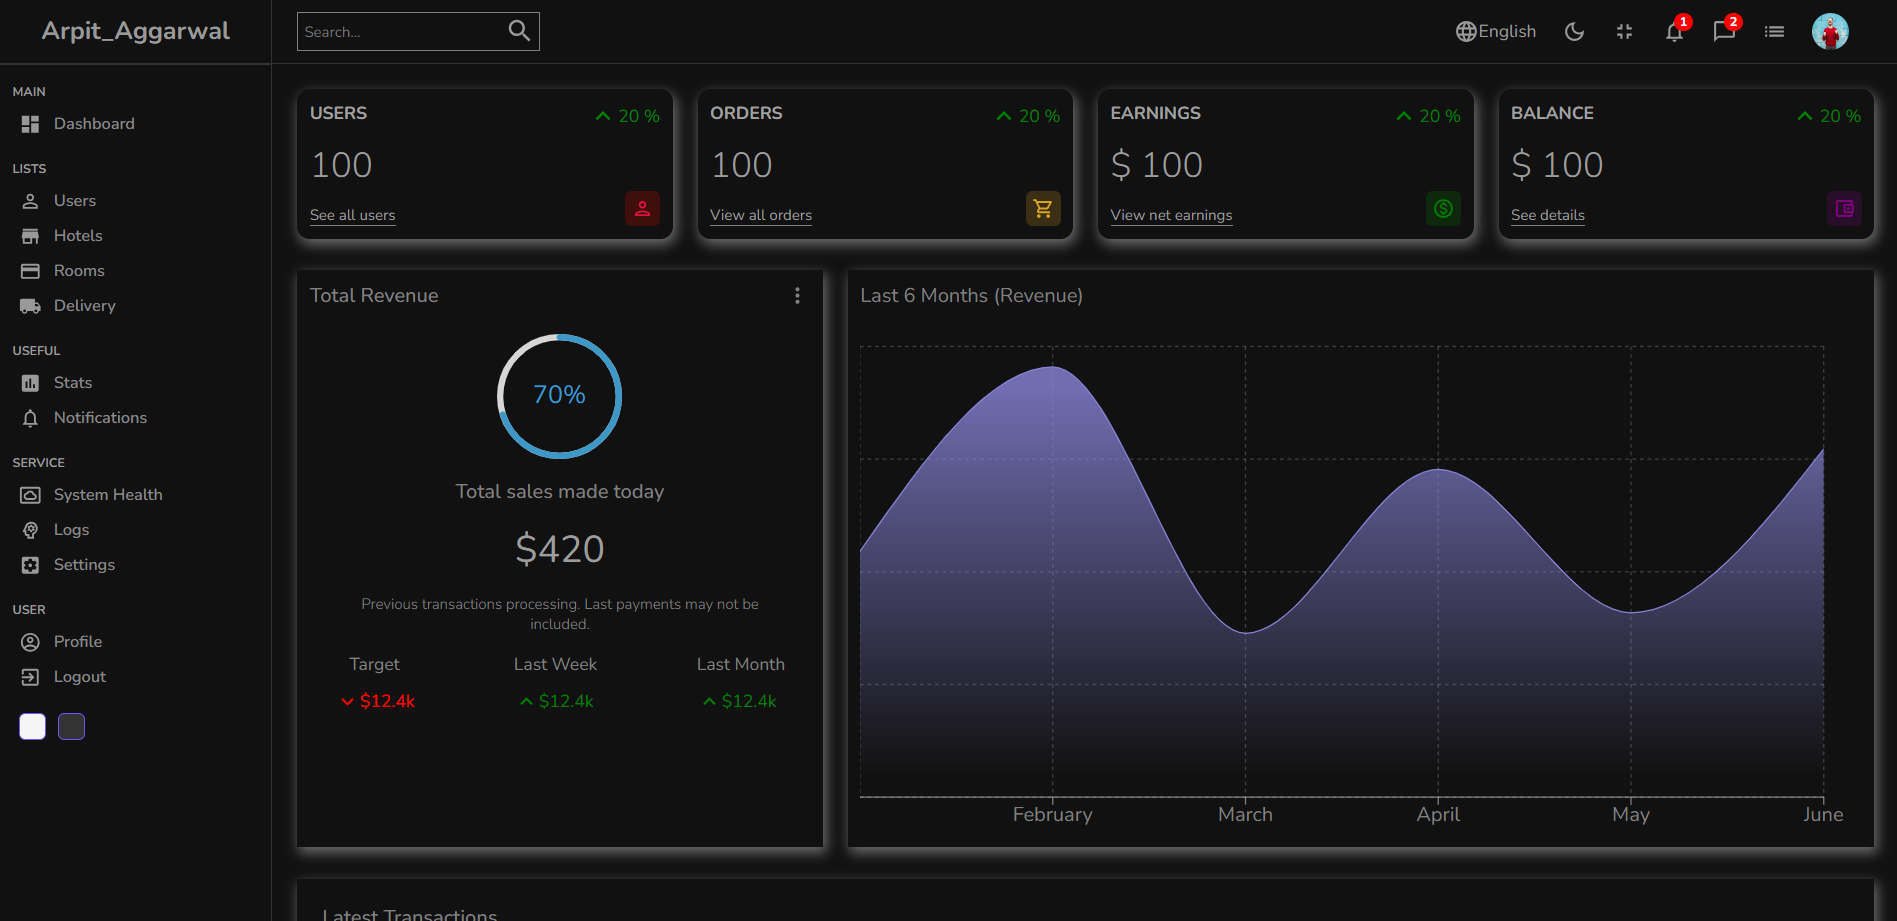 Arpit_Aggarwal
Search...
English
1
2
MAIN
Dashboard
LISTS
Users
Hotels
Rooms
Delivery
USEFUL
Stats
Notifications
SERVICE
System Health
Logs
Settings
USER
Profile
Logout
USERS
20 %
100
See all users
ORDERS
20 %
100
View all orders
EARNINGS
20 %
$ 100
View net earnings
BALANCE
20 %
$ 100
See details
Total Revenue
70%
Total sales made today
$420
Previous transactions processing. Last payments may not be
included.
Target
Last Week
Last Month
$12.4k
$12.4k
$12.4k
Last 6 Months (Revenue)
February
March
April
May
June
Latest Transactions